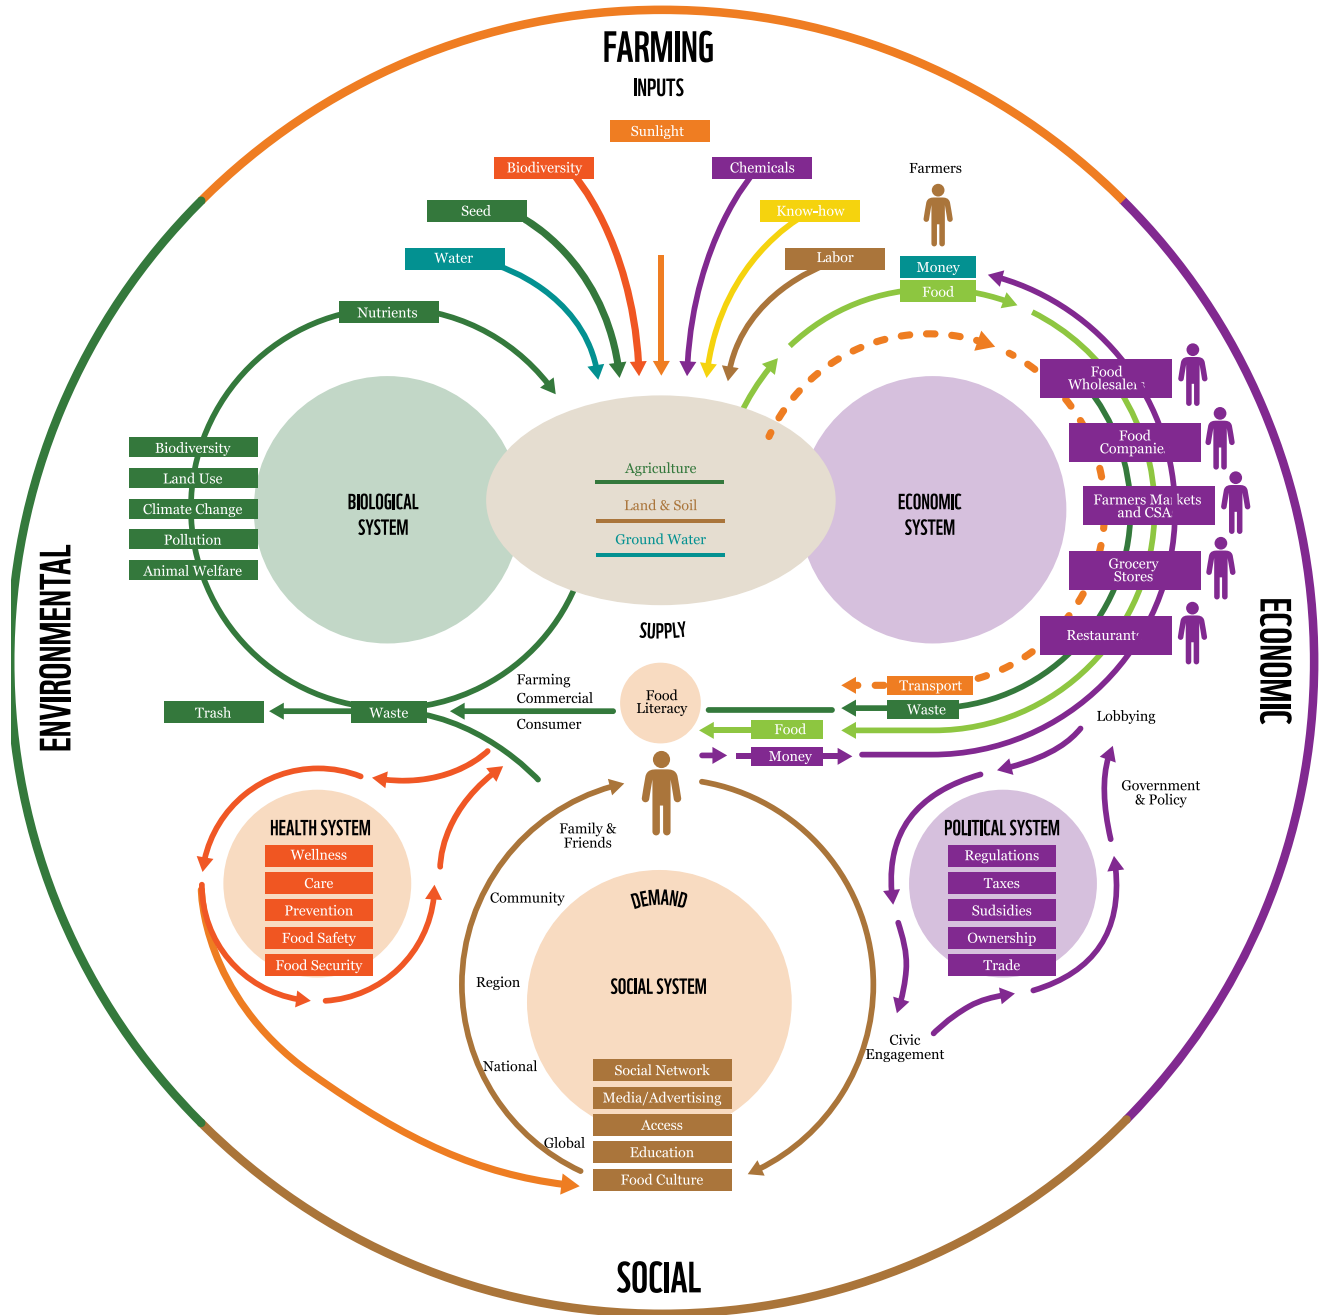 FARMING
INPUTS
Sunlight
Biodiversity
Chemicals
Farmers
Seed
Know-how
Water
Labor
Money
Food
Nutrients
Food
Wholesalers
Food
Companies
Farmers Markets
and CSA
Grocery
Stores
Restaurants
Biodiversity
Land Use
Climate Change
Pollution
Animal Welfare
BIOLOGICAL
SYSTEM
Agriculture
Land & Soil
Ground Water
ECONOMIC
SYSTEM
ENVIRONMENTAL
ECONOMIC
SUPPLY
Farming
Commercial
Consumer
Food
Literacy
Transport
Trash
Waste
Waste
Food
Money
Lobbying
Government
& Policy
HEALTH SYSTEM
Wellness
Care
Prevention
Food Safety
Food Security
Family &
Friends
Community
Region
National
Global
DEMAND
SOCIAL SYSTEM
Social Network
Media/Advertising
Access
Education
Food Culture
POLITICAL SYSTEM
Regulations
Taxes
Sudsidies
Ownership
Trade
Civic
Engagement
SOCIAL